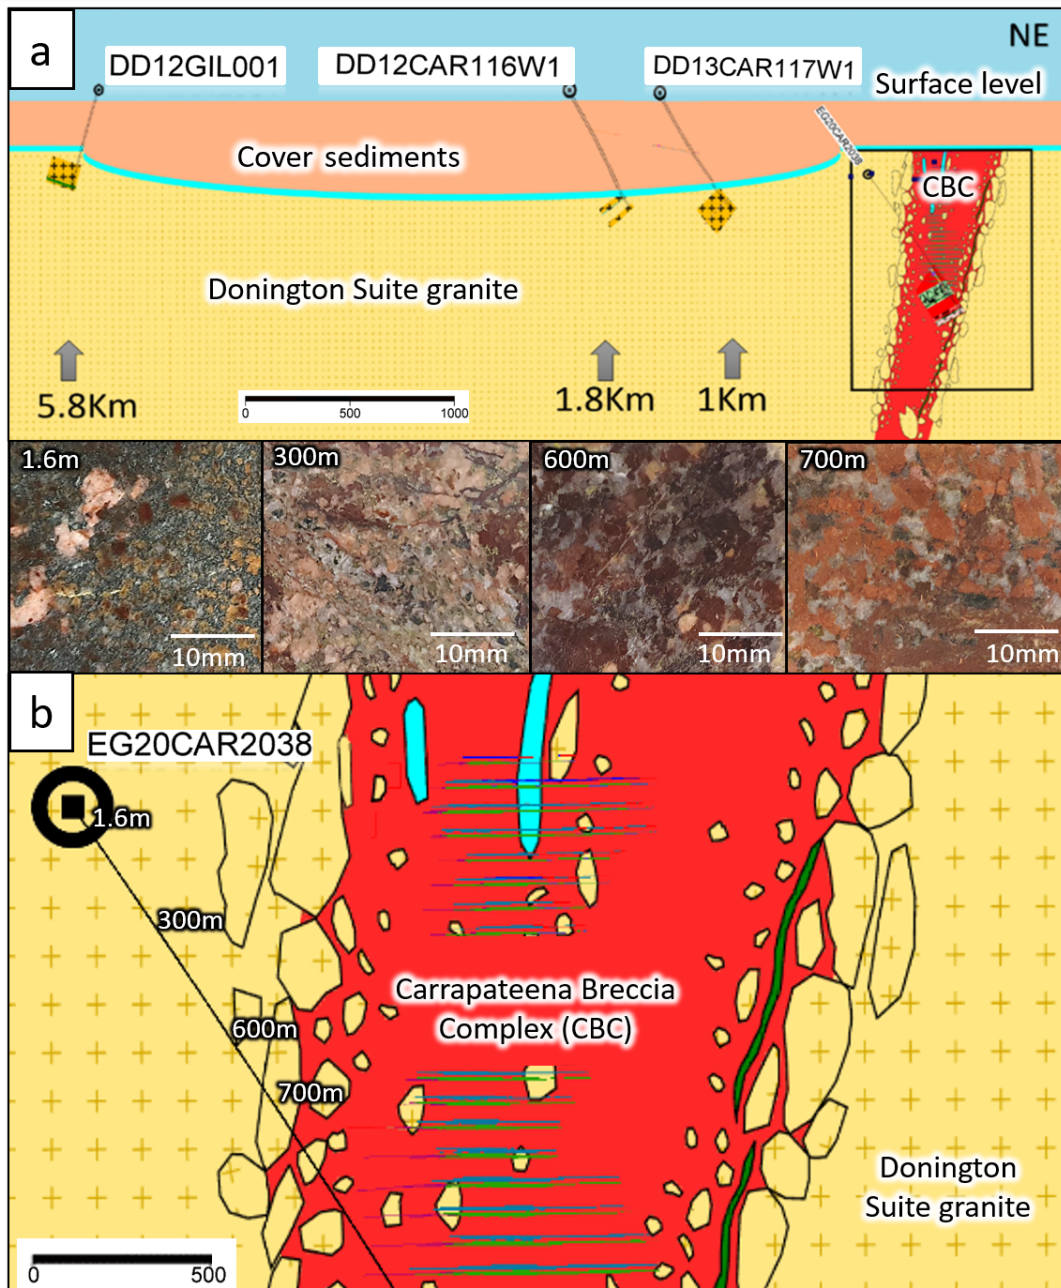 a
NE
DD12GIL001
DD12CAR116W1
DD13CAR117W1
Surface level
EG20CAR2038
Cover sediments
CBC
Donington Suite granite
5.8Km
0 500 1000
1.8Km
1Km
1.6m
300m
600m
700m
10mm
10mm
10mm
10mm
b
EG20CAR2038
1.6m
300m
600m
700m
Carrapateena Breccia
Complex (CBC)
Donington
Suite granite
0 500